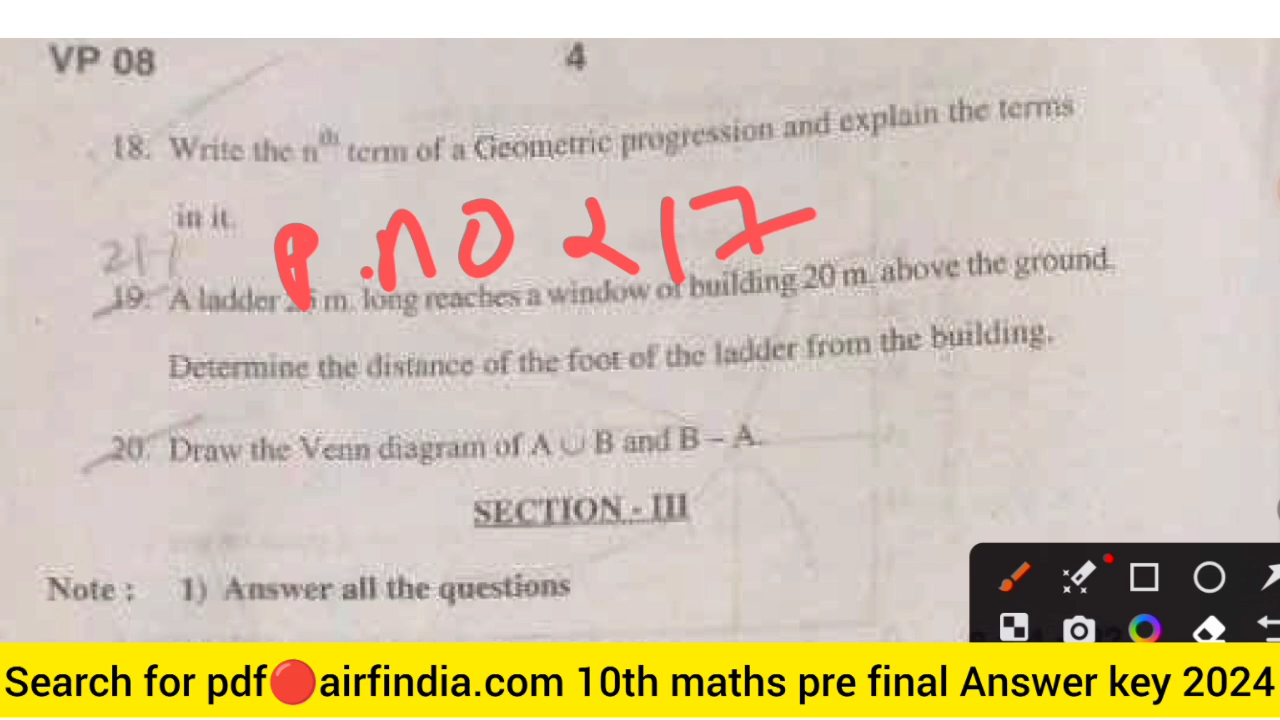 VP 08 4
18. Write the nth term of a Geometric progression and explain the terms
in it.
P.no 217
217
19. A ladder m. long reaches a window of building 20 m. above the ground.
Determine the distance of the foot of the ladder from the building.
20. Draw the Venn diagram of A ∪ B and B – A.
SECTION - III
Note : 1) Answer all the questions
Search for pdf🔴airfindia.com 10th maths pre final Answer key 2024